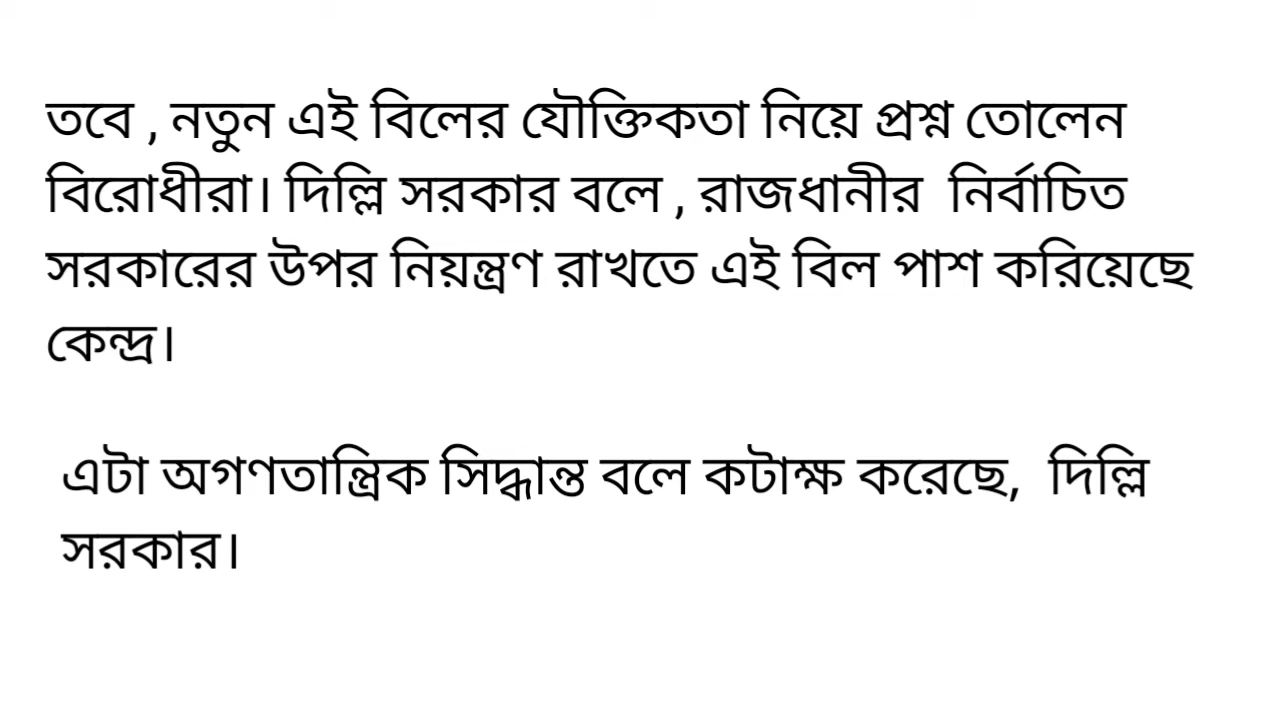 তবে , নতুন এই বিলের যৌক্তিকতা নিয়ে প্রশ্ন তোলেন
বিরোধীরা। দিল্লি সরকার বলে , রাজধানীর নির্বাচিত
সরকারের উপর নিয়ন্ত্রণ রাখতে এই বিল পাশ করিয়েছে
কেন্দ্র।
এটা অগণতান্ত্রিক সিদ্ধান্ত বলে কটাক্ষ করেছে, দিল্লি
সরকার।